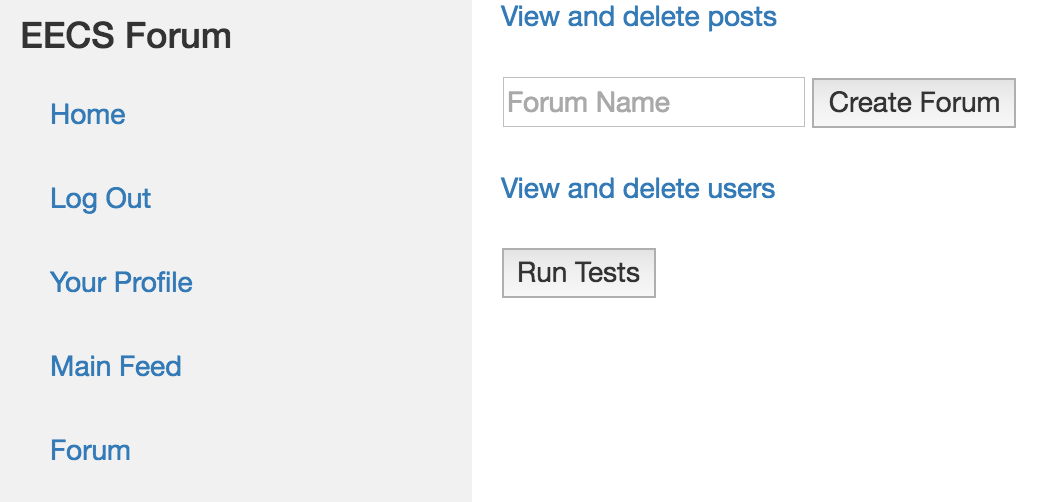 EECS Forum
Home
Log Out
Your Profile
Main Feed
Forum
View and delete posts
Forum Name Create Forum
View and delete users
Run Tests